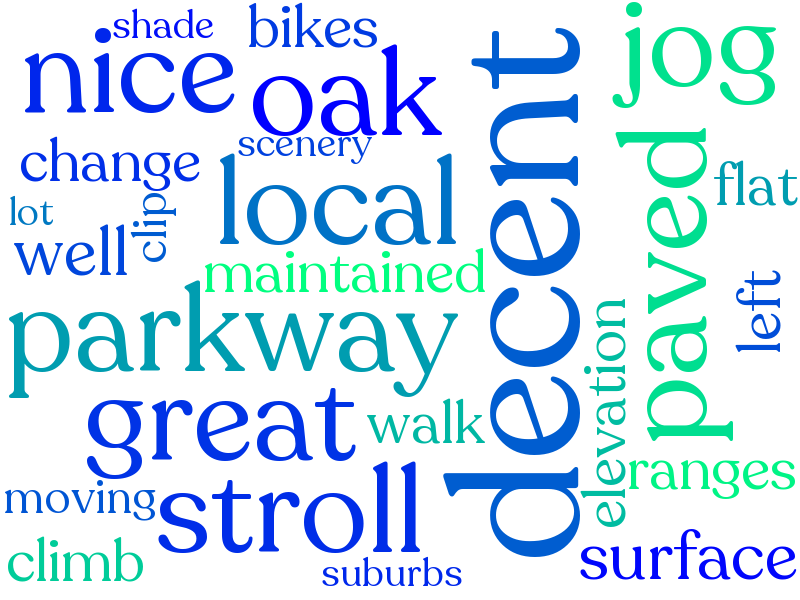 shade
bikes
nice
oak
jog
scenery
change
local
decent
paved
flat
lot
clip
well
maintained
parkway
left
elevation
great
walk
ranges
moving
stroll
climb
suburbs
surface